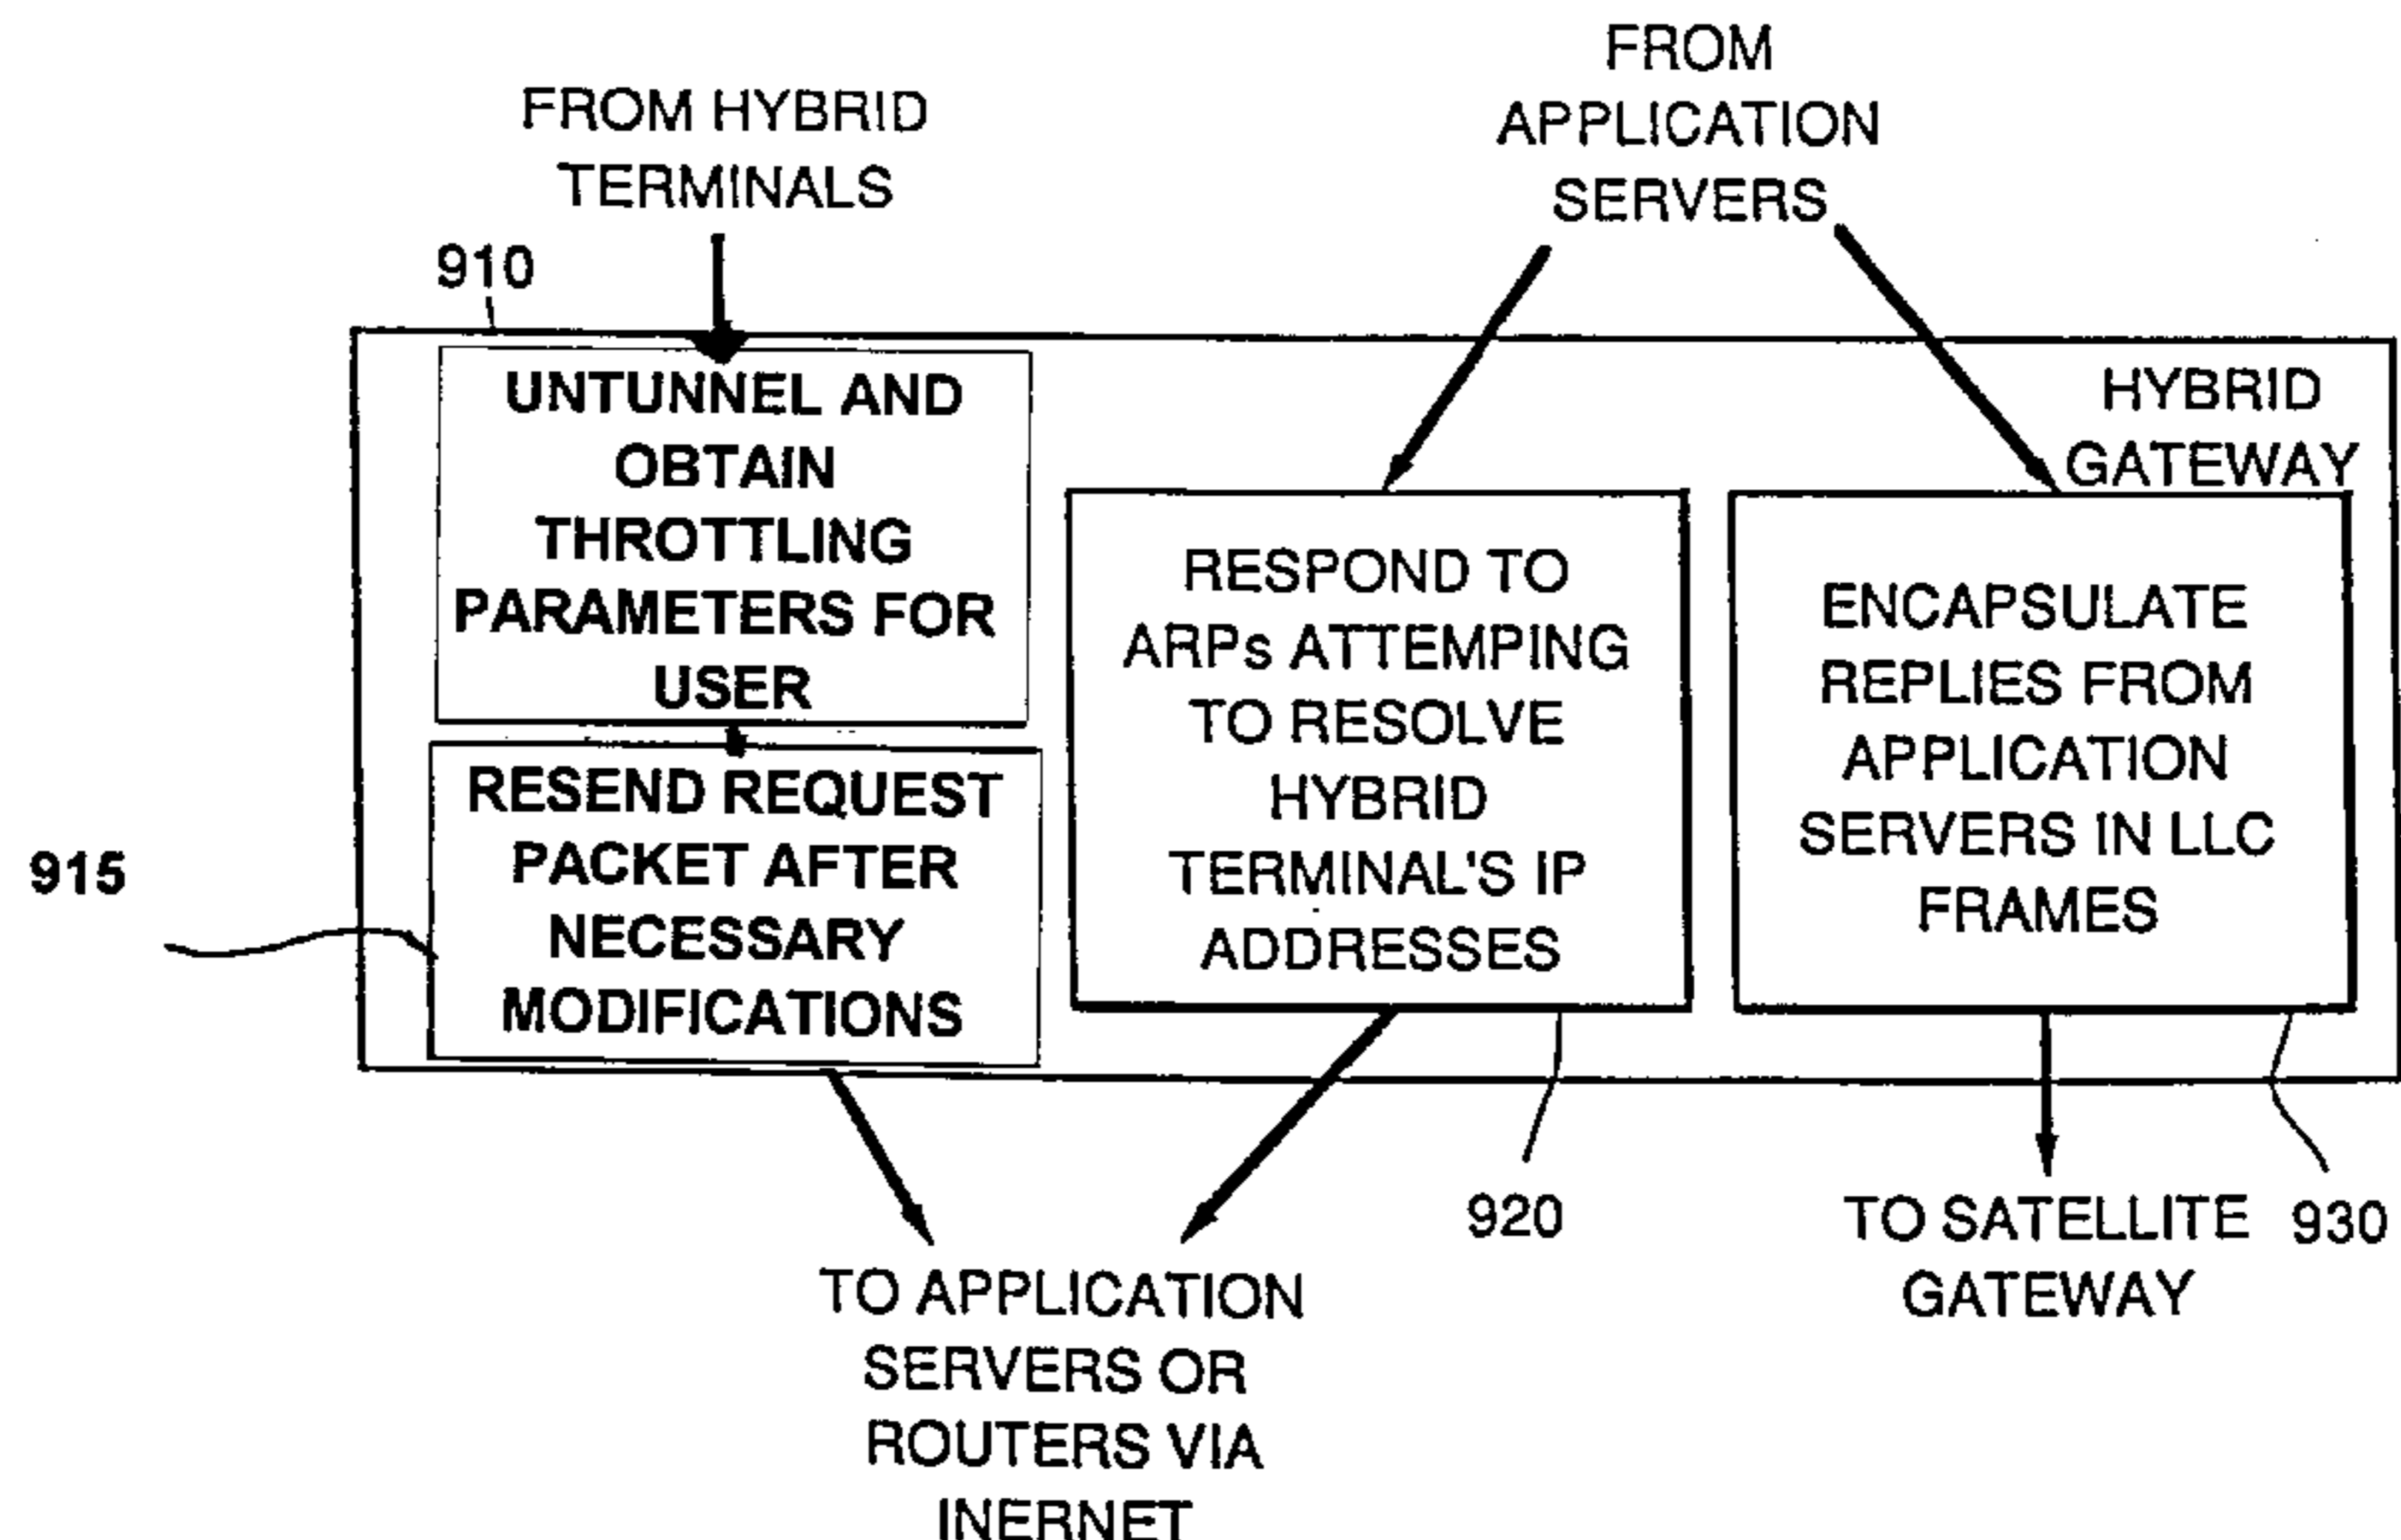 FROM HYBRID
TERMINALS
FROM
APPLICATION
SERVERS
910
HYBRID
GATEWAY
UNTUNNEL AND
OBTAIN
THROTTLING
PARAMETERS FOR
USER
RESEND REQUEST
PACKET AFTER
NECESSARY
MODIFICATIONS
915
RESPOND TO
ARPs ATTEMPING
TO RESOLVE
HYBRID
TERMINAL'S IP
ADDRESSES
ENCAPSULATE
REPLIES FROM
APPLICATION
SERVERS IN LLC
FRAMES
920
930
TO SATELLITE
GATEWAY
TO APPLICATION
SERVERS OR
ROUTERS VIA
INERNET